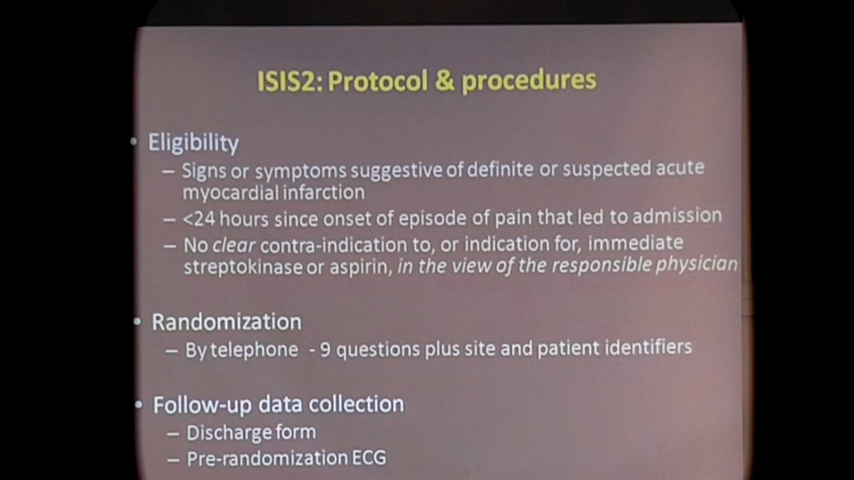 ISIS2: Protocol & procedures
• Eligibility
– Signs or symptoms suggestive of definite or suspected acute
myocardial infarction
– <24 hours since onset of episode of pain that led to admission
– No clear contra-indication to, or indication for, immediate
streptokinase or aspirin, in the view of the responsible physician
• Randomization
– By telephone - 9 questions plus site and patient identifiers
• Follow-up data collection
– Discharge form
– Pre-randomization ECG